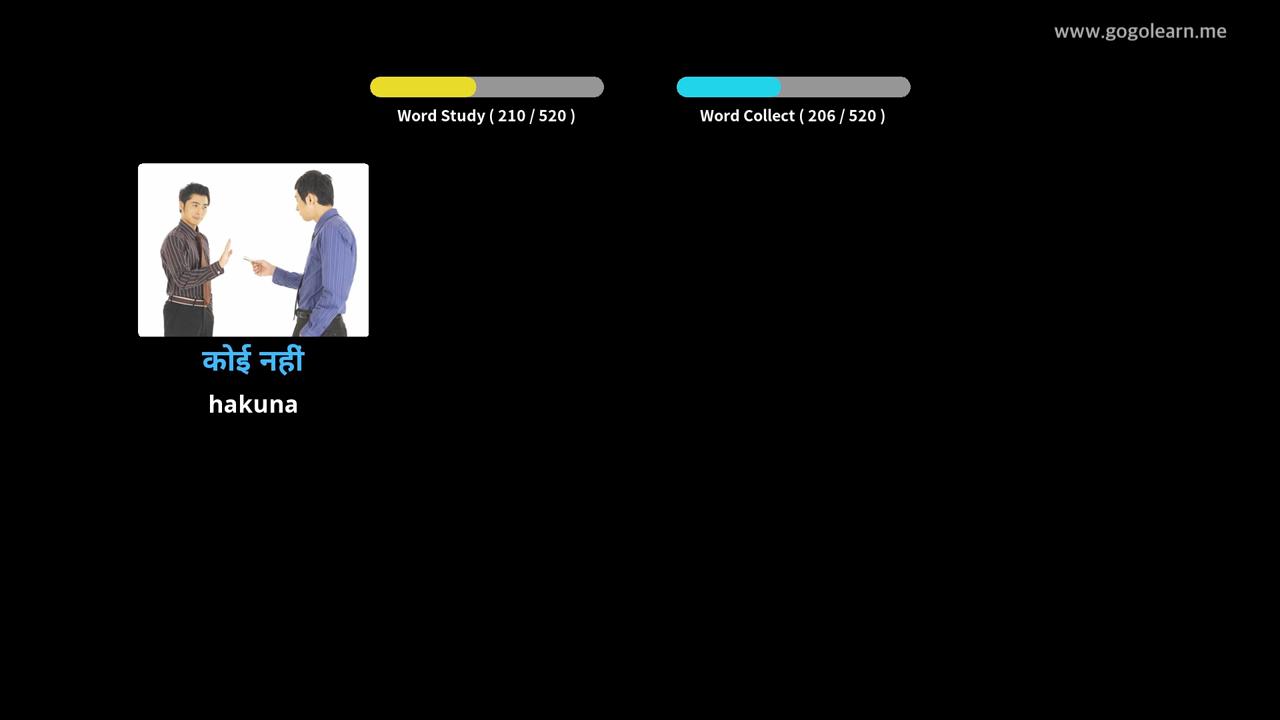 www.gogolearn.me
Word Study ( 210 / 520 )
Word Collect ( 206 / 520 )
कोई नहीं
hakuna